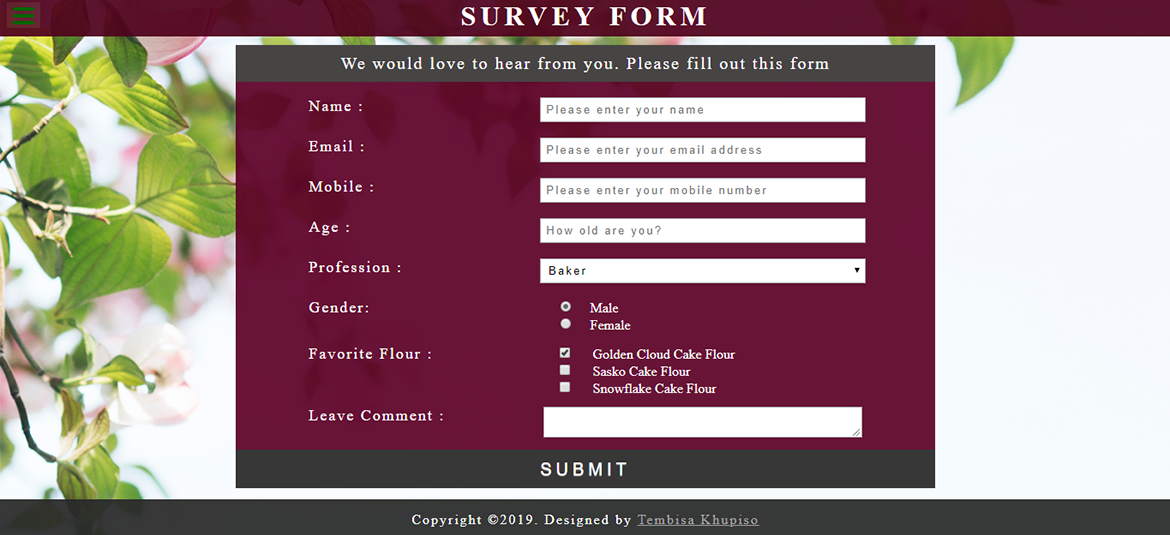 SURVEY FORM
We would love to hear from you. Please fill out this form
Name : Please enter your name
Email : Please enter your email address
Mobile : Please enter your mobile number
Age : How old are you?
Profession : Baker
Gender: Male
Female
Favorite Flour : Golden Cloud Cake Flour
Sasko Cake Flour
Snowflake Cake Flour
Leave Comment :
SUBMIT
Copyright ©2019. Designed by Tembisa Khupiso